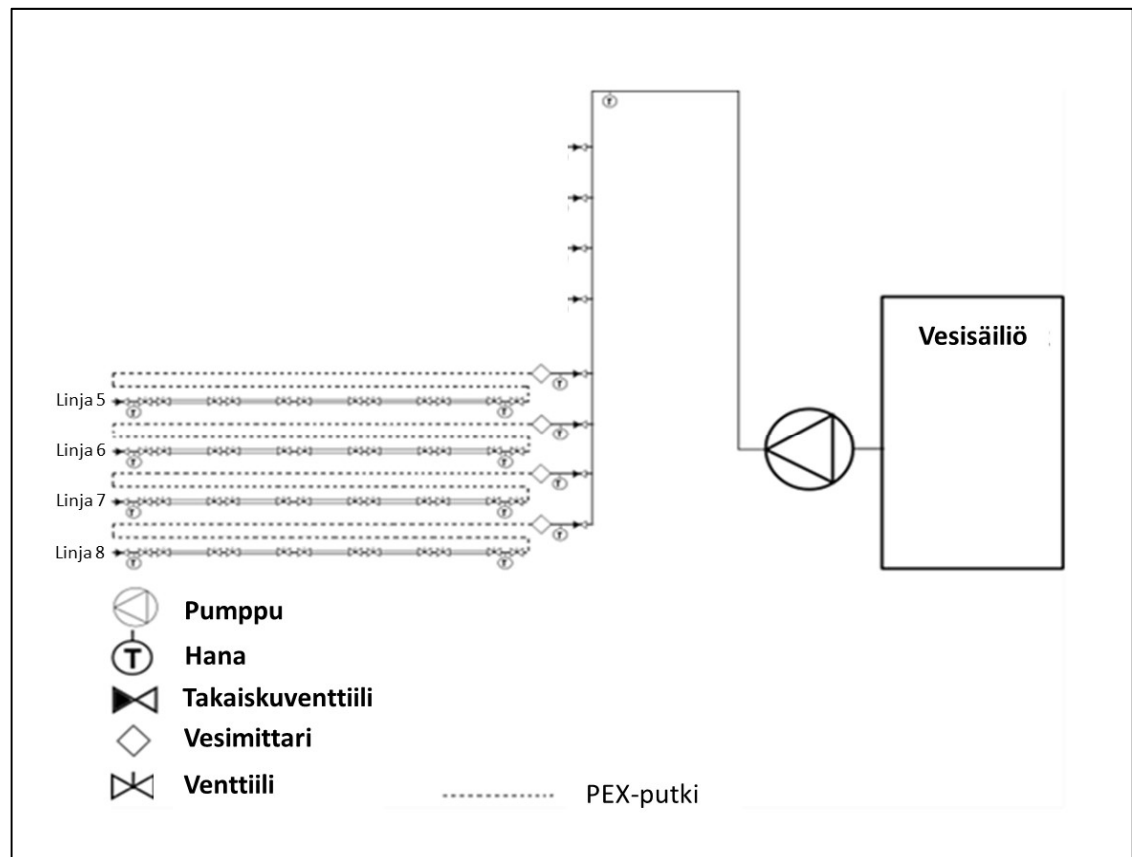 T
Vesisäiliö
T
Linja 5
T
T
T
Linja 6
T
T
T
Linja 7
T
T
T
Linja 8
T
T
Pumppu
T
Hana
Takaiskuventtiili
Vesimittari
Venttiili
PEX-putki